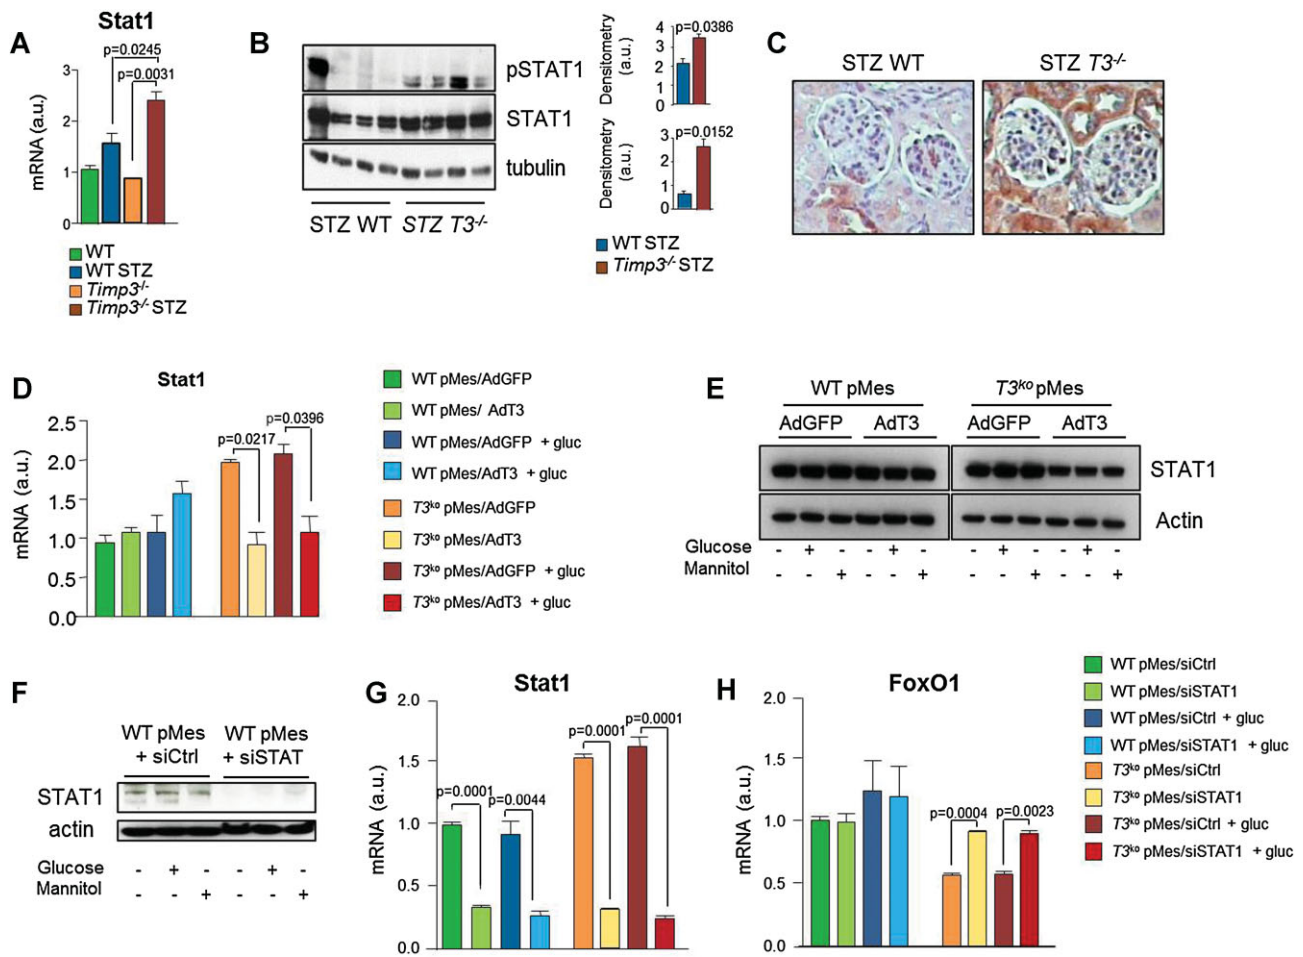 A
Stat1
mRNA (a.u.)
3
2
1
0
p=0.0245
p=0.0031
WT
WT STZ
Timp3-/-
Timp3-/- STZ
B
pSTAT1
STAT1
tubulin
STZ WT STZ T3-/-
Densitometry (a.u.)
4
3
2
1
0
p=0.0386
Densitometry (a.u.)
3
2
1
0
p=0.0152
WT STZ
Timp3-/- STZ
C
STZ WT STZ T3-/-
D
Stat1
mRNA (a.u.)
2.5
2.0
1.5
1.0
0.5
0.0
p=0.0217
p=0.0396
WT pMes/AdGFP
WT pMes/ AdT3
WT pMes/AdGFP + gluc
WT pMes/AdT3 + gluc
T3ko pMes/AdGFP
T3ko pMes/AdT3
T3ko pMes/AdGFP + gluc
T3ko pMes/AdT3 + gluc
E
WT pMes T3ko pMes
AdGFP AdT3 AdGFP AdT3
STAT1
Actin
Glucose - + - - + - - + - - + -
Mannitol - - + - - + - - + - - +
F
WT pMes + siCtrl
WT pMes + siSTAT
STAT1
actin
Glucose - + - - + -
Mannitol - - + - - +
G
Stat1
mRNA (a.u.)
2.0
1.5
1.0
0.5
0.0
p=0.0001
p=0.0044
p=0.0001
p=0.0001
H
FoxO1
mRNA (a.u.)
2.0
1.5
1.0
0.5
0.0
p=0.0004
p=0.0023
WT pMes/siCtrl
WT pMes/siSTAT1
WT pMes/siCtrl + gluc
WT pMes/siSTAT1 + gluc
T3ko pMes/siCtrl
T3ko pMes/siSTAT1
T3ko pMes/siCtrl + gluc
T3ko pMes/siSTAT1 + gluc